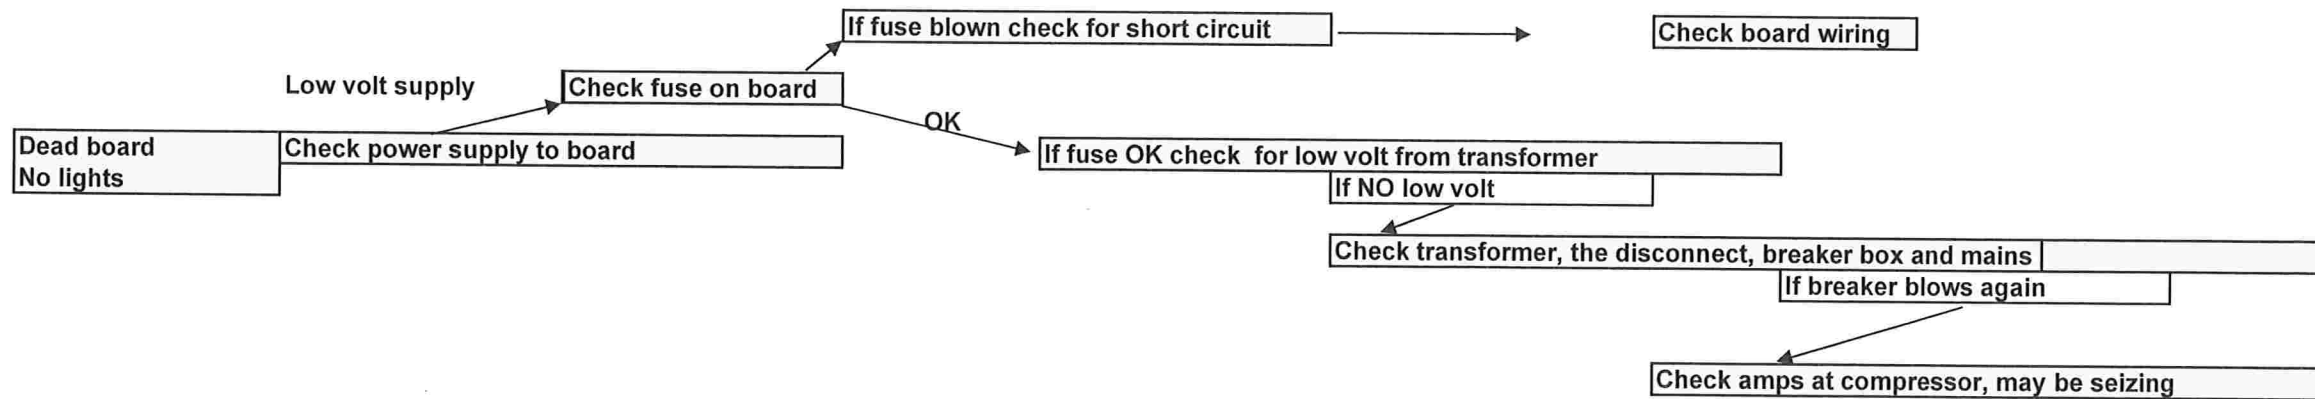 If fuse blown check for short circuit
Check board wiring
Low volt supply
Check fuse on board
OK
Dead board
No lights
Check power supply to board
If fuse OK check  for low volt from transformer
If NO low volt
Check transformer, the disconnect, breaker box and mains
If breaker blows again
Check amps at compressor, may be seizing